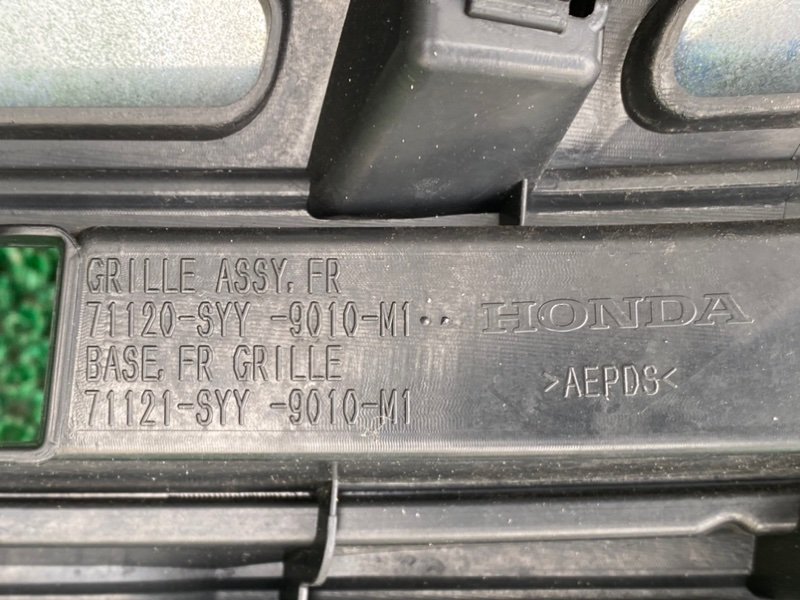 GRILLE ASSY, FR
71120-SYY -9010-M1
BASE, FR GRILLE
71121-SYY -9010-M1
HONDA
>AEPDS<